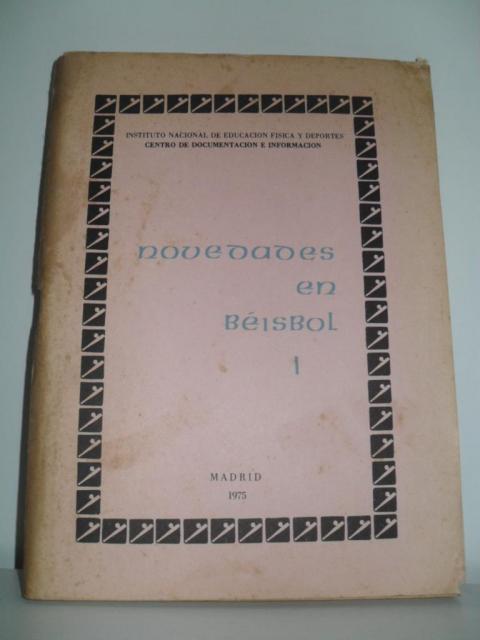 INSTITUTO NACIONAL DE EDUCACION FISICA Y DEPORTES
CENTRO DE DOCUMENTACION E INFORMACION
novedades
en
béisbol
1
MADRID
1975